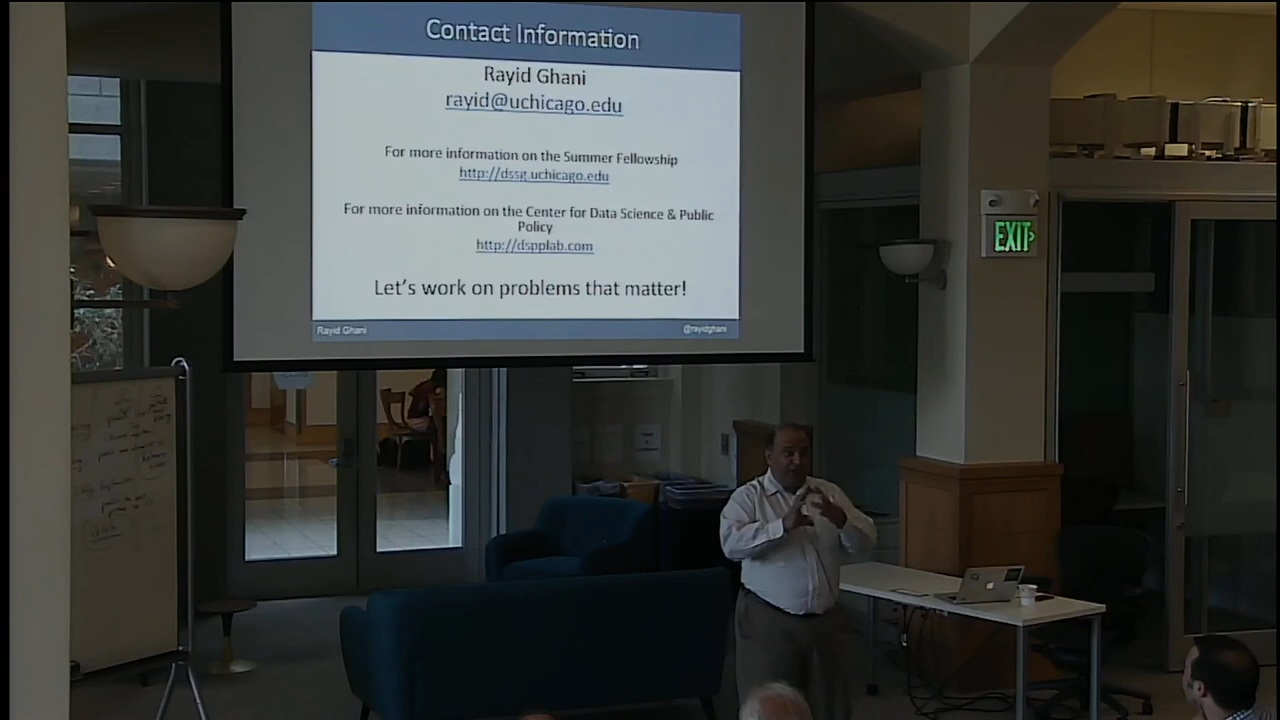 Contact Information
Rayid Ghani
rayid@uchicago.edu
For more information on the Summer Fellowship
http://dssg.uchicago.edu
For more information on the Center for Data Science & Public
Policy
http://dspplab.com
Let's work on problems that matter!
Rayid Ghani
@rayidghani
EXIT